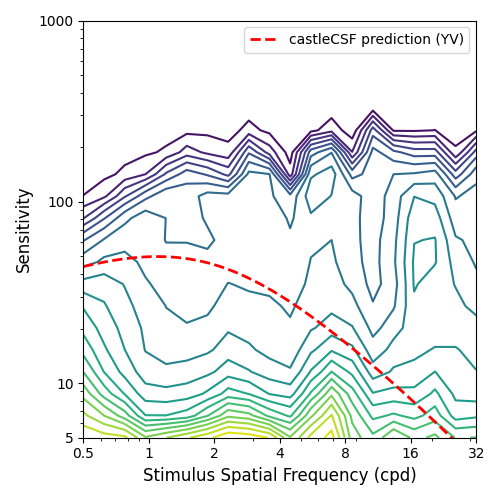 1000
castleCSF prediction (YV)
100
10
5
Sensitivity
0.5 1 2 4 8 16 32
Stimulus Spatial Frequency (cpd)